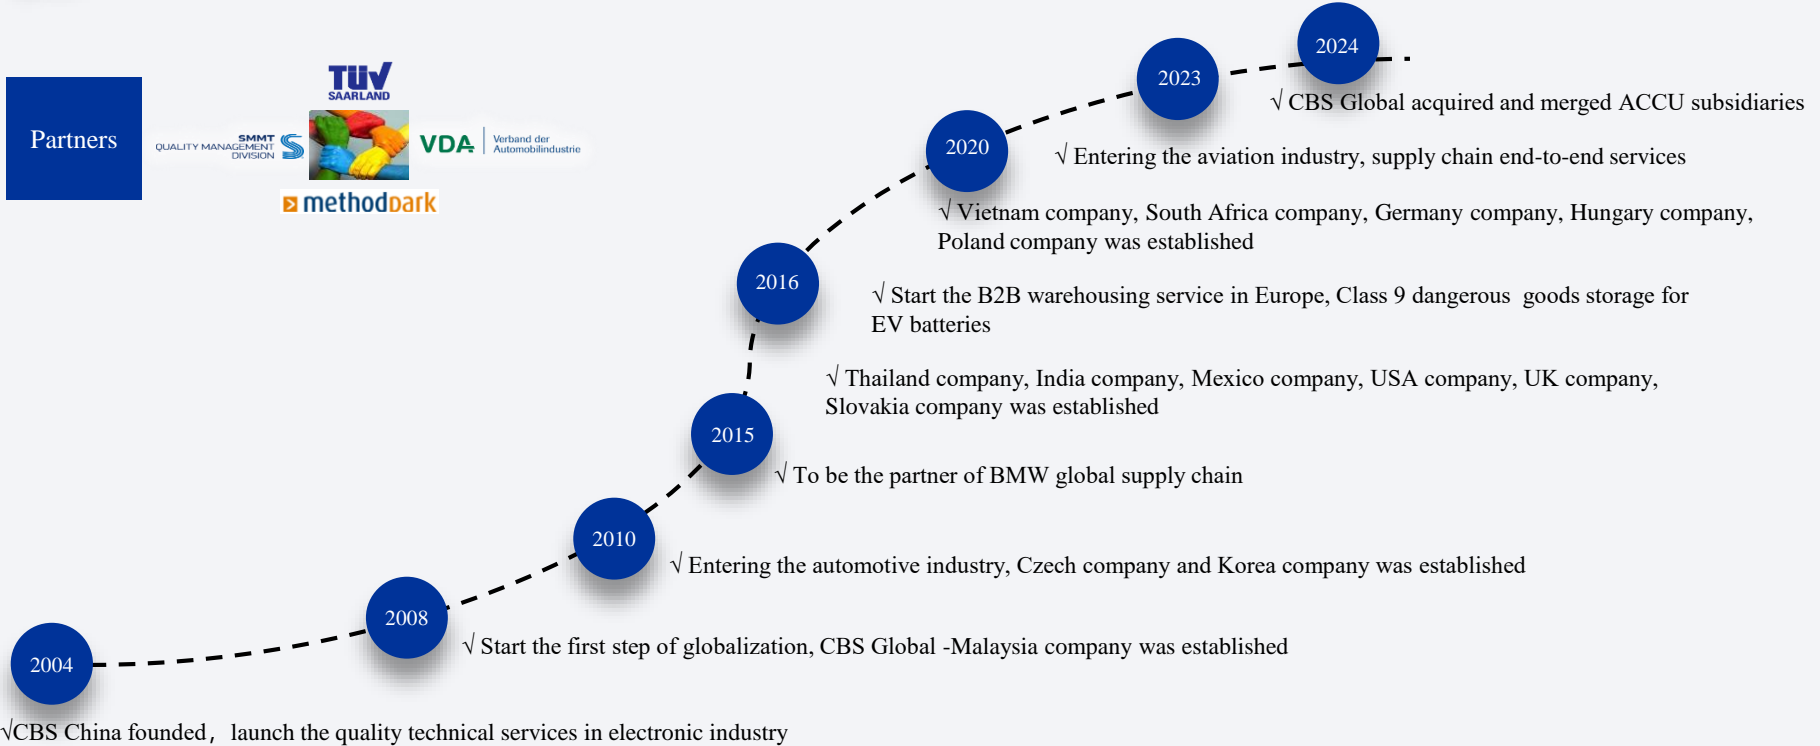 Partners
TÜV
SAARLAND
SMMT
QUALITY MANAGEMENT
DIVISION
VDA
Verband der
Automobilindustrie
methodpark
2024
√ CBS Global acquired and merged ACCU subsidiaries
2023
√ Entering the aviation industry, supply chain end-to-end services
2020
√ Vietnam company, South Africa company, Germany company, Hungary company,
Poland company was established
2016
√ Start the B2B warehousing service in Europe, Class 9 dangerous  goods storage for
EV batteries
√ Thailand company, India company, Mexico company, USA company, UK company,
Slovakia company was established
2015
√ To be the partner of BMW global supply chain
2010
√ Entering the automotive industry, Czech company and Korea company was established
2008
√ Start the first step of globalization, CBS Global -Malaysia company was established
2004
√CBS China founded，launch the quality technical services in electronic industry